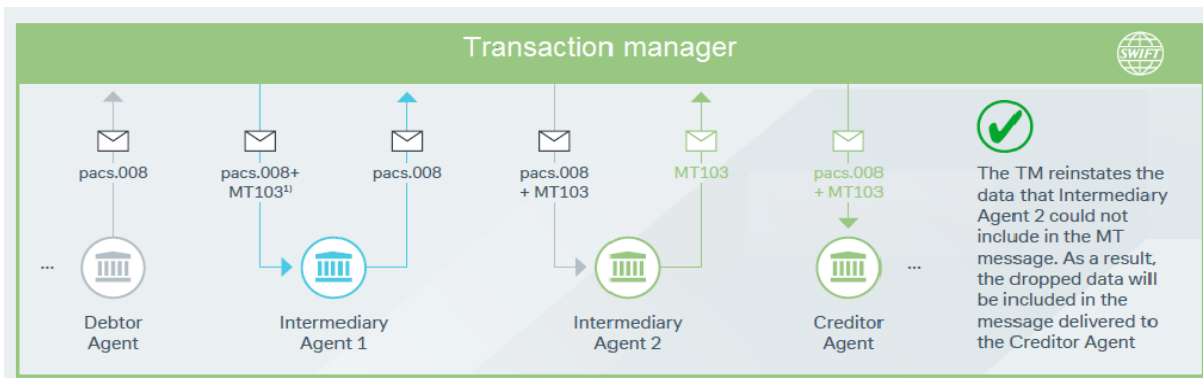 Transaction manager
SWIFT
pacs.008
pacs.008+
MT103¹⁾
pacs.008
pacs.008
+ MT103
MT103
pacs.008
+ MT103
...
Debtor
Agent
Intermediary
Agent 1
Intermediary
Agent 2
Creditor
Agent
...
The TM reinstates the
data that Intermediary
Agent 2 could not
include in the MT
message. As a result,
the dropped data will
be included in the
message delivered to
the Creditor Agent